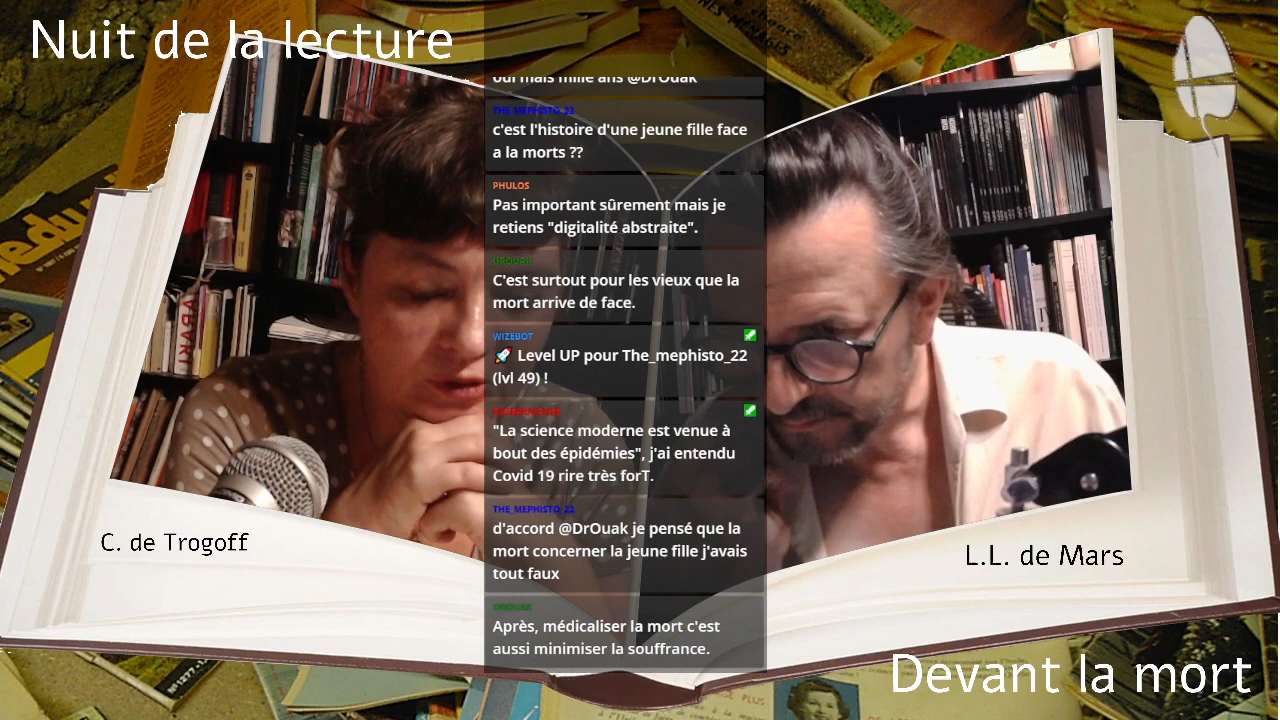 Nuit de la lecture
oui mais mille ans @DrOuak
THE_MEPHISTO_22
c'est l'histoire d'une jeune fille face
a la morts ??
PHULOS
Pas important sûrement mais je
retiens "digitalité abstraite".
DROUAK
C'est surtout pour les vieux que la
mort arrive de face.
WIZEBOT
🚀 Level UP pour The_mephisto_22
(lvl 49) !
"La science moderne est venue à
bout des épidémies", j'ai entendu
Covid 19 rire très forT.
THE_MEPHISTO_22
d'accord @DrOuak je pensé que la
mort concerner la jeune fille j'avais
tout faux
DROUAK
Après, médicaliser la mort c'est
aussi minimiser la souffrance.
C. de Trogoff
L.L. de Mars
Devant la mort